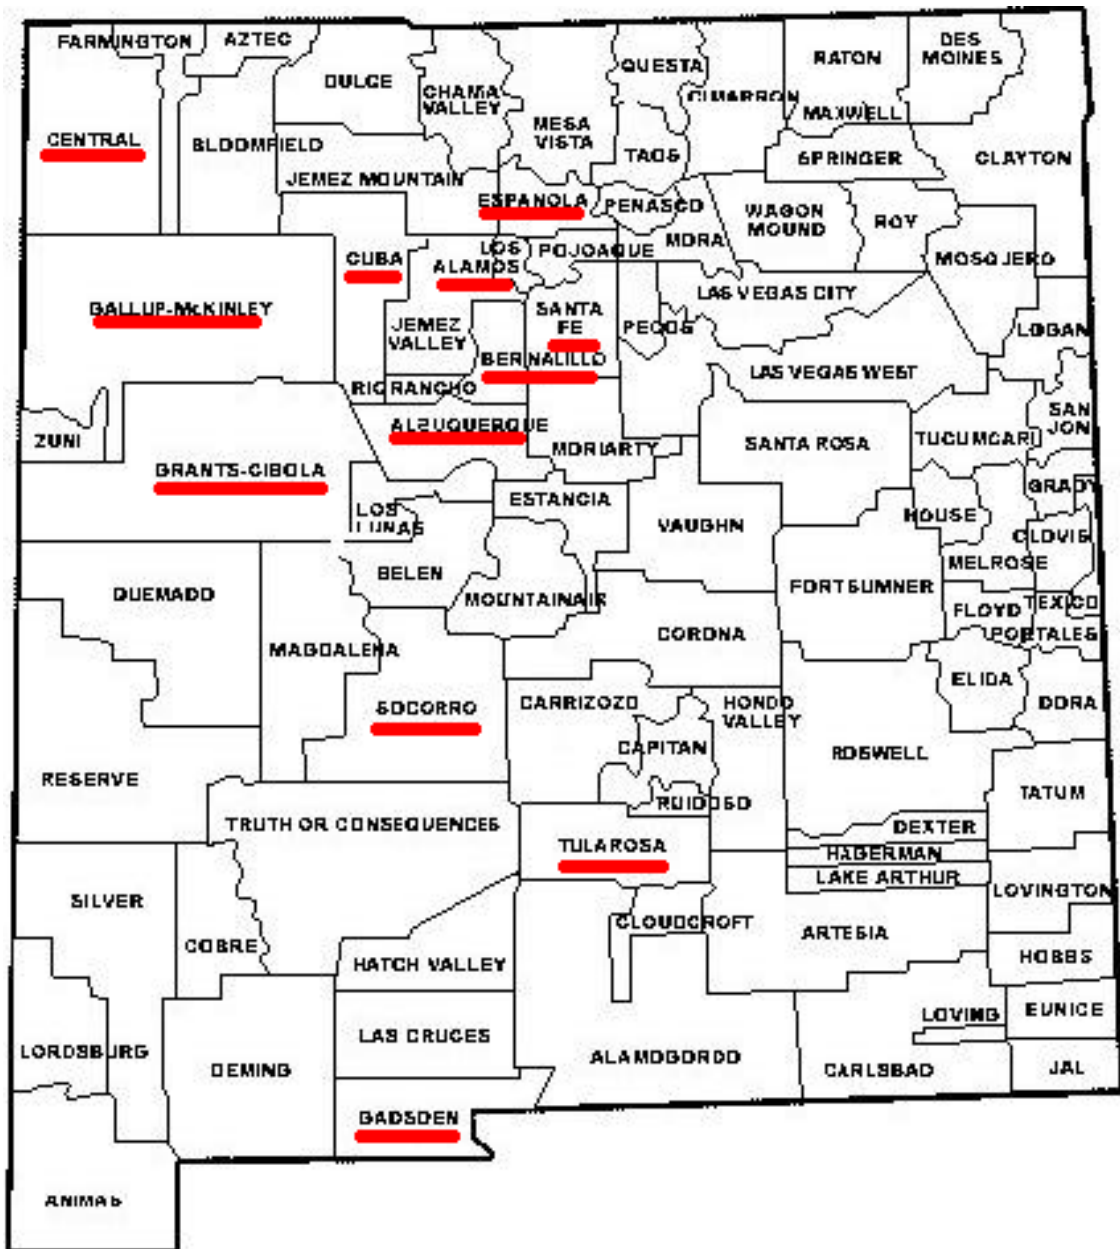 FARMINGTON
AZTEC
DULCE
CHAMA
VALLEY
QUESTA
RATON
DES
MOINES
CIMARRON
MAXWELL
CENTRAL
BLOOMFIELD
MESA
VISTA
TAOS
SPRINGER
CLAYTON
JEMEZ MOUNTAIN
ESPANOLA
PENASCO
WAGON
MOUND
ROY
MORA
LOS
ALAMOS
POJOAQUE
CUBA
MOSQUERO
GALLUP-McKINLEY
SANTA
FE
LAS VEGAS CITY
JEMEZ
VALLEY
PECOS
LOGAN
BERNALILLO
LAS VEGAS WEST
RIO RANCHO
SAN
JON
ALBUQUERQUE
ZUNI
MORIARTY
SANTA ROSA
TUCUMCARI
GRANTS-CIBOLA
GRADY
ESTANCIA
LOS
LUNAS
VAUGHN
HOUSE
CLOVIS
BELEN
MELROSE
QUEMADO
FORT SUMNER
MOUNTAINAIR
FLOYD
TEXICO
PORTALES
CORONA
MAGDALENA
ELIDA
DORA
SOCORRO
CARRIZOZO
HONDO
VALLEY
CAPITAN
ROSWELL
RESERVE
TATUM
RUIDOSO
TRUTH OR CONSEQUENCES
DEXTER
TULAROSA
HAGERMAN
LAKE ARTHUR
LOVINGTON
SILVER
CLOUDCROFT
ARTESIA
COBRE
HATCH VALLEY
HOBBS
LOVING
EUNICE
LAS CRUCES
LORDSBURG
ALAMOGORDO
DEMING
CARLSBAD
JAL
GADSDEN
ANIMAS